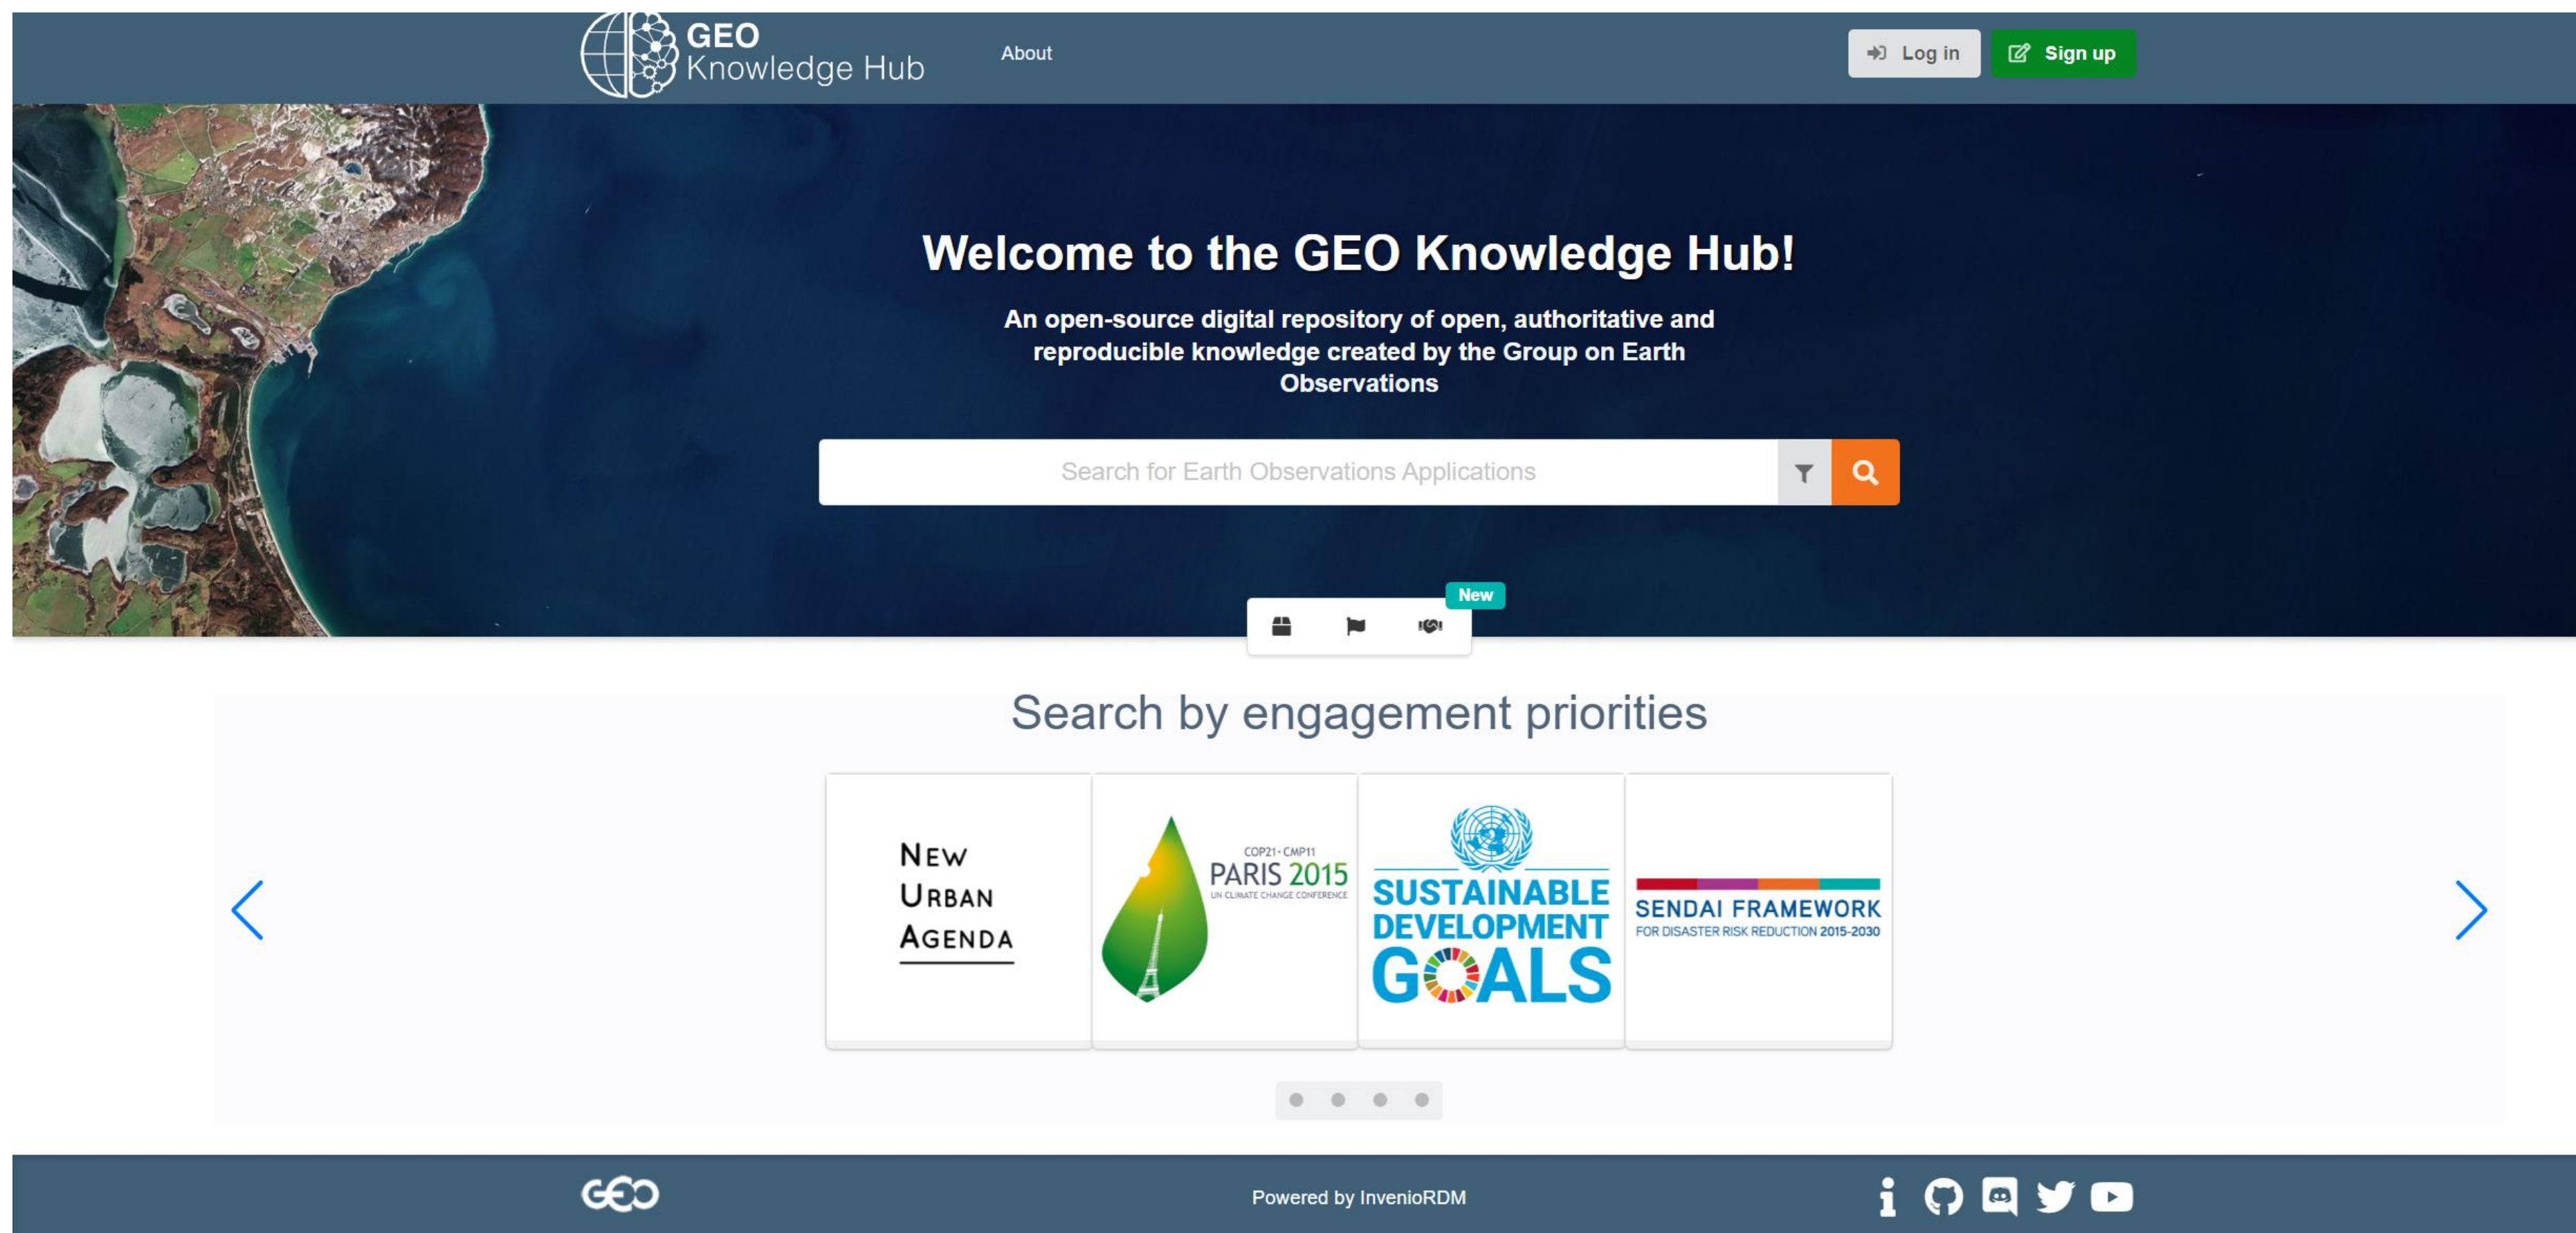 GEO
Knowledge Hub
About
Log in
Sign up
Welcome to the GEO Knowledge Hub!
An open-source digital repository of open, authoritative and
reproducible knowledge created by the Group on Earth
Observations
Search for Earth Observations Applications
New
Search by engagement priorities
NEW
URBAN
AGENDA
COP21·CMP11
PARIS 2015
UN CLIMATE CHANGE CONFERENCE
SUSTAINABLE
DEVELOPMENT
GOALS
SENDAI FRAMEWORK
FOR DISASTER RISK REDUCTION 2015-2030
GEO
Powered by InvenioRDM